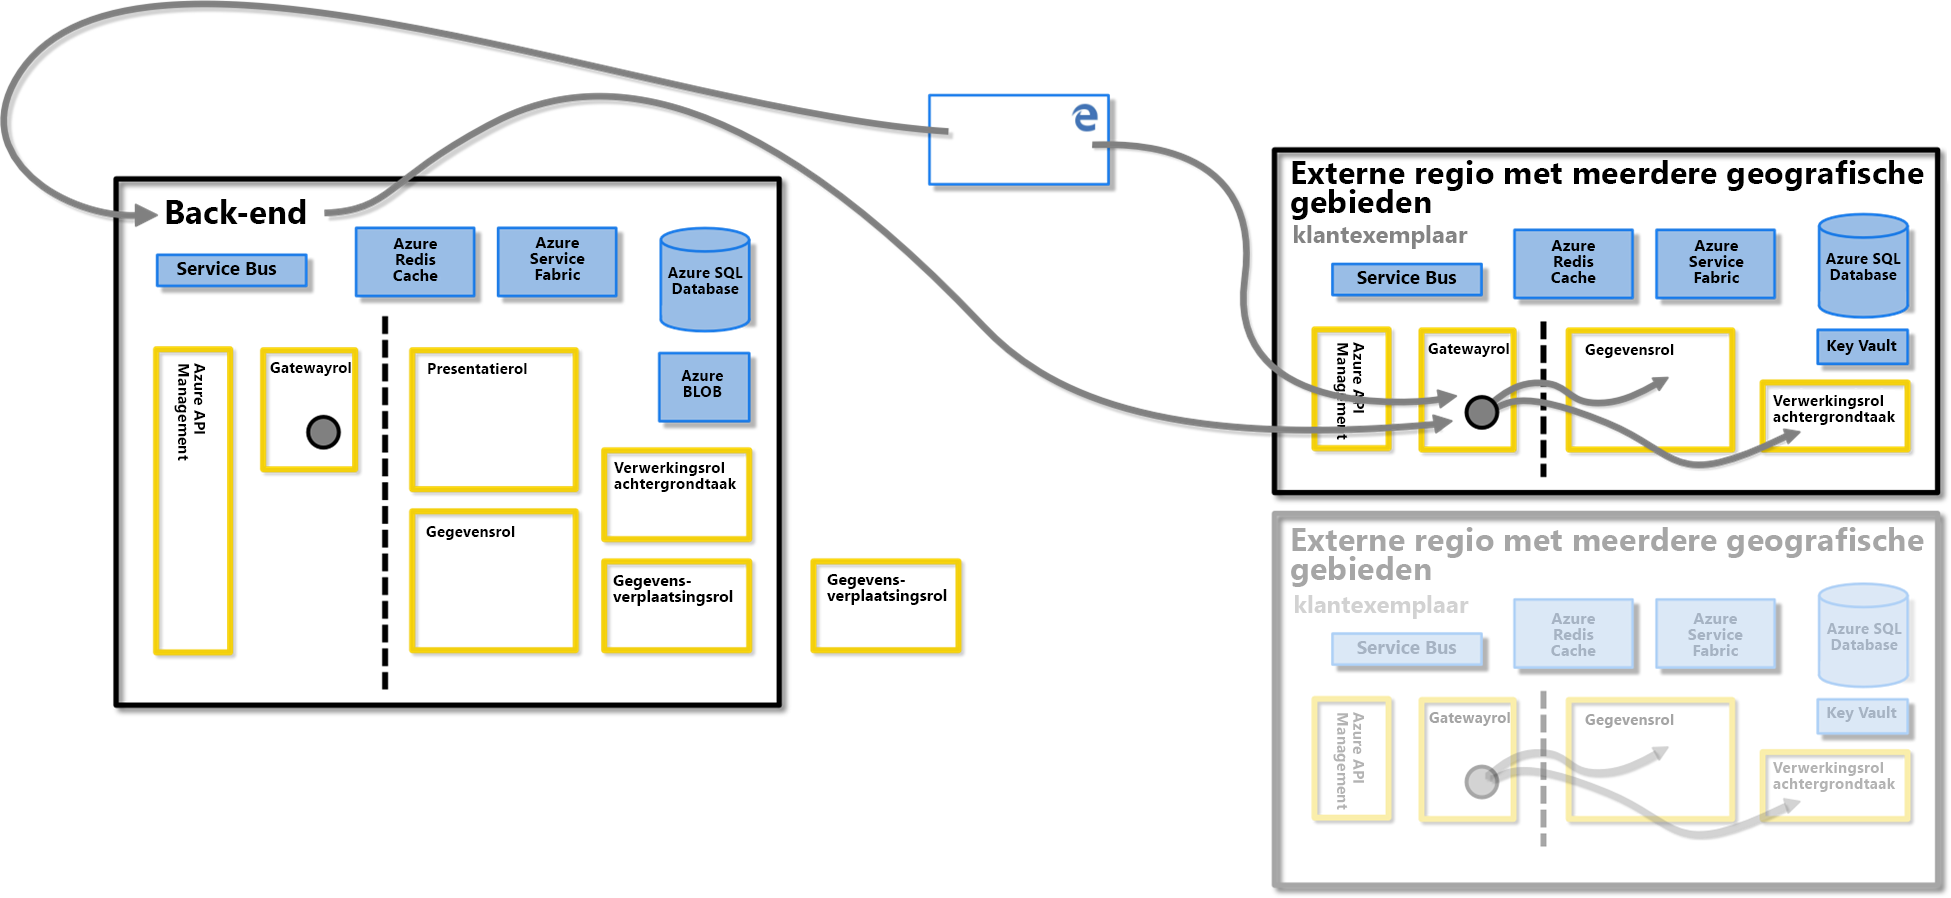 Back-end
Service Bus
Azure
Redis
Cache
Azure
Service
Fabric
Azure SQL
Database
Azure API
Management
Gatewayrol
Presentatierol
Azure
BLOB
Verwerkingsrol
achtergrondtaak
Gegevensrol
Gegevens-
verplaatsingsrol
Gegevens-
verplaatsingsrol
Externe regio met meerdere geografische
gebieden
klantexemplaar
Service Bus
Azure
Redis
Cache
Azure
Service
Fabric
Azure SQL
Database
Azure API
Management
Gatewayrol
Gegevensrol
Key Vault
Verwerkingsrol
achtergrondtaak
Externe regio met meerdere geografische
gebieden
klantexemplaar
Service Bus
Azure
Redis
Cache
Azure
Service
Fabric
Azure SQL
Database
Azure API
Management
Gatewayrol
Gegevensrol
Key Vault
Verwerkingsrol
achtergrondtaak